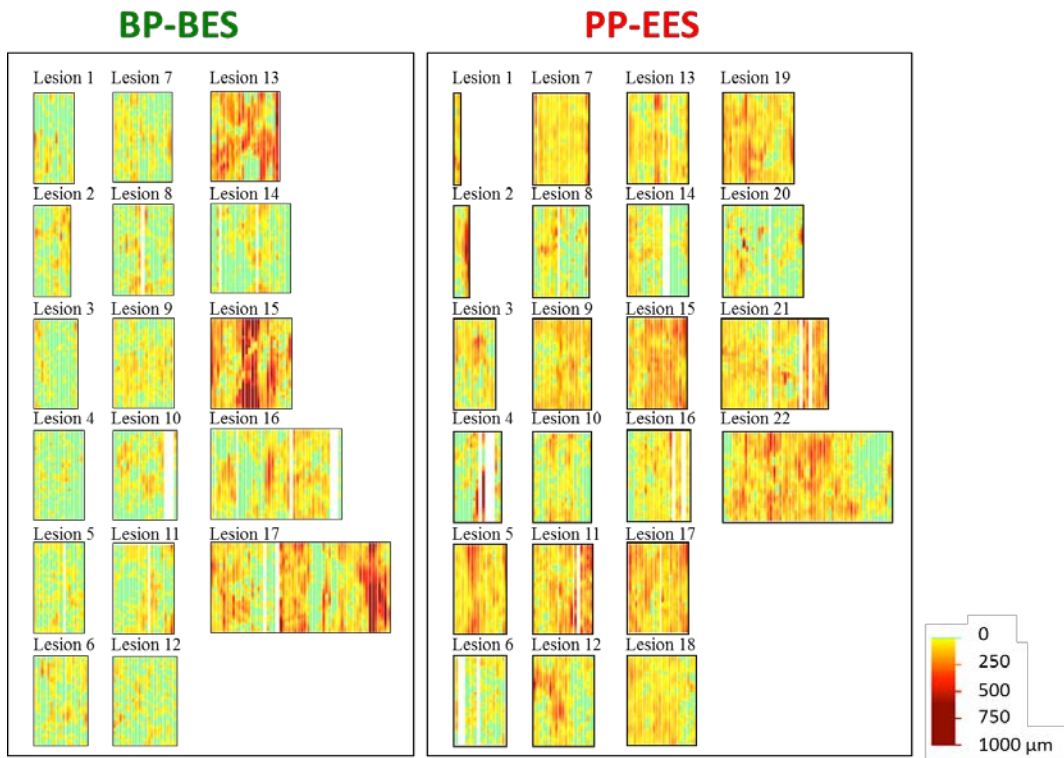 BP-BES
PP-EES
Lesion 1 Lesion 7 Lesion 13
Lesion 2 Lesion 8 Lesion 14
Lesion 3 Lesion 9 Lesion 15
Lesion 4 Lesion 10 Lesion 16
Lesion 5 Lesion 11 Lesion 17
Lesion 6 Lesion 12
Lesion 1 Lesion 7 Lesion 13 Lesion 19
Lesion 2 Lesion 8 Lesion 14 Lesion 20
Lesion 3 Lesion 9 Lesion 15 Lesion 21
Lesion 4 Lesion 10 Lesion 16 Lesion 22
Lesion 5 Lesion 11 Lesion 17
Lesion 6 Lesion 12 Lesion 18
0
250
500
750
1000 μm